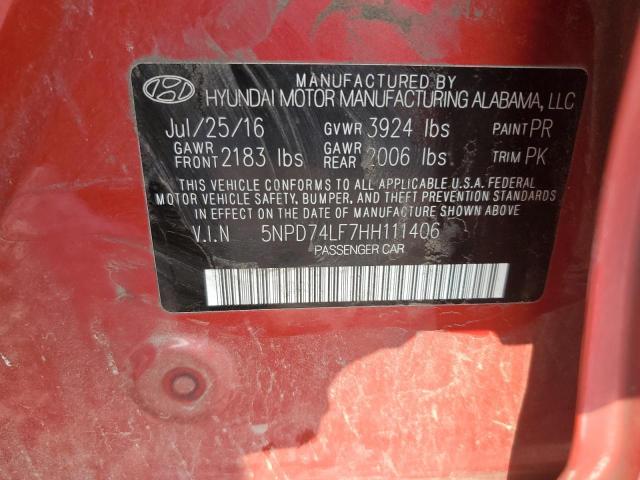 MANUFACTURED BY
HYUNDAI MOTOR MANUFACTURING ALABAMA, LLC
Jul/25/16 GVWR 3924 lbs PAINT PR
GAWR FRONT 2183 lbs GAWR REAR 2006 lbs. TRIM PK
THIS VEHICLE CONFORMS TO ALL APPLICABLE U.S.A. FEDERAL
MOTOR VEHICLE SAFETY, BUMPER, AND THEFT PREVENTION STANDARDS
IN EFFECT ON THE DATE OF MANUFACTURE SHOWN ABOVE.
V.I.N 5NPD74LF7HH111406
PASSENGER CAR